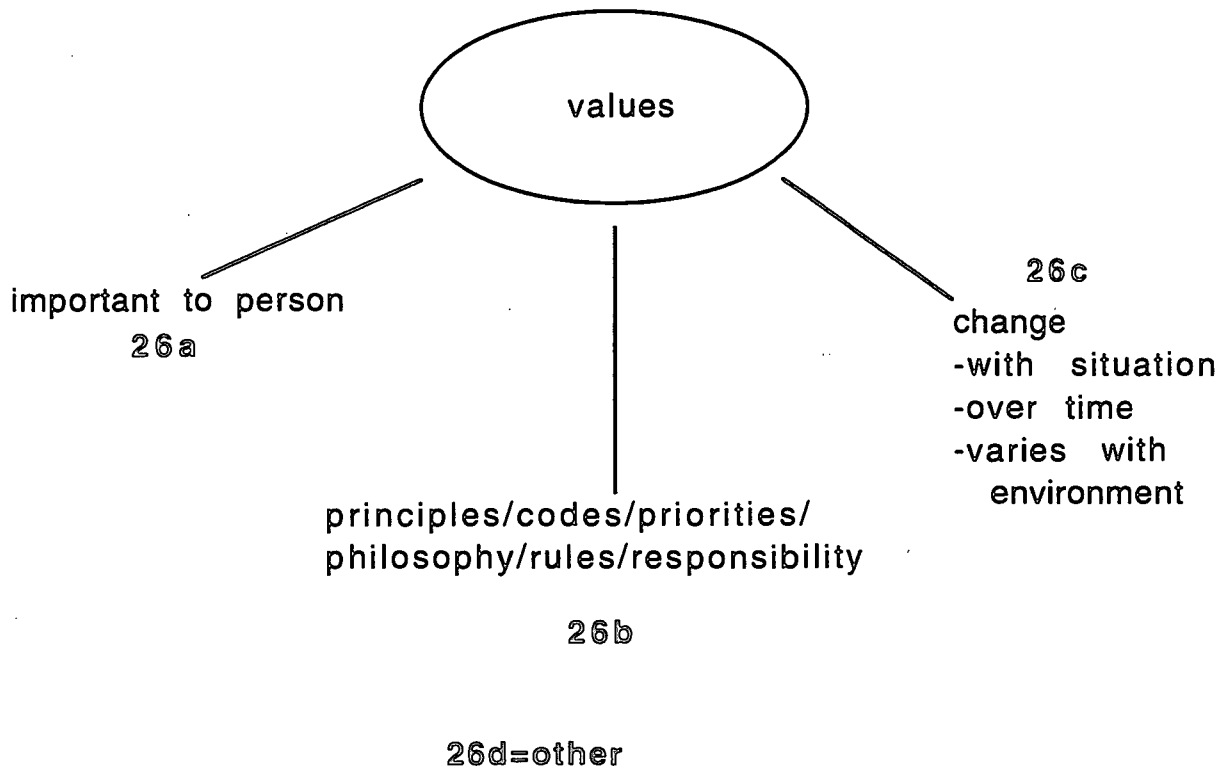 values
important to person
26a
26c
change
-with situation
-over time
-varies with
environment
principles/codes/priorities/
philosophy/rules/responsibility
26b
26d=other